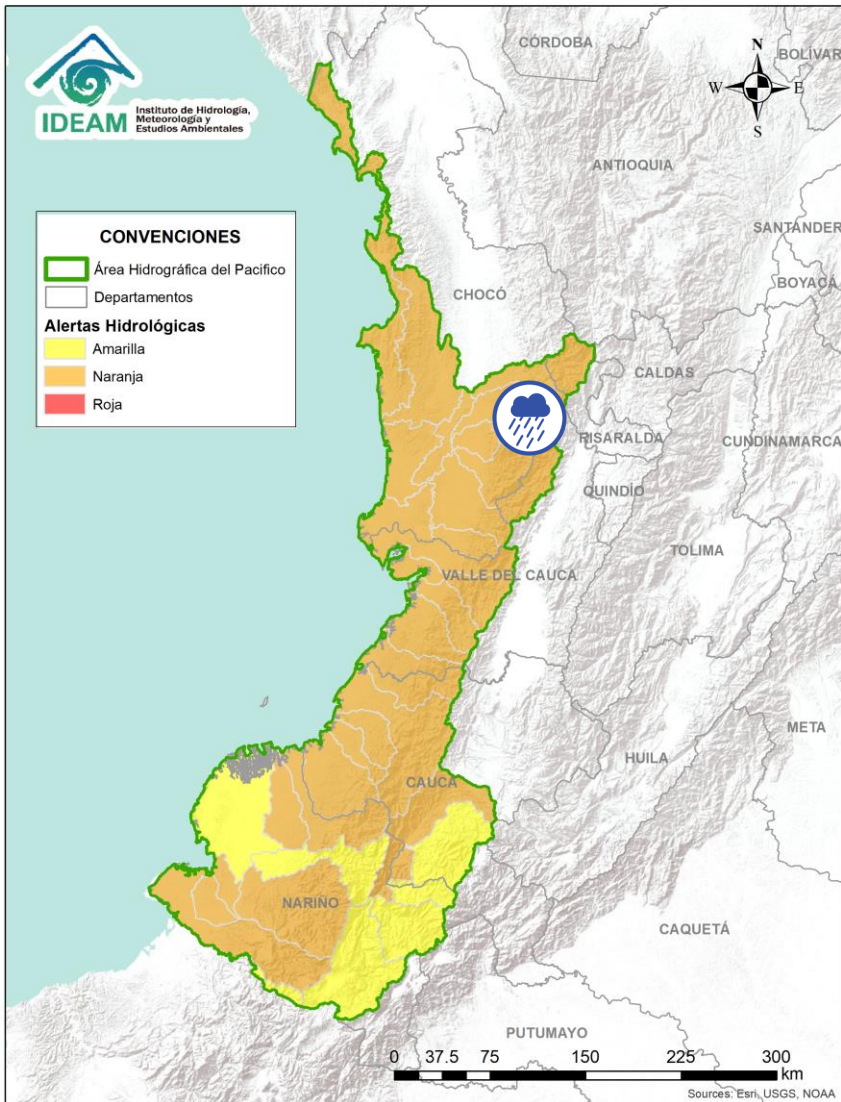 IDEAM
Instituto de Hidrología,
Meteorología y
Estudios Ambientales
CÓRDOBA
BOLÍVAR
N
W
E
S
ANTIOQUIA
SANTANDER
BOYACÁ
CONVENCIONES
Área Hidrográfica del Pacifico
Departamentos
Alertas Hidrológicas
Amarilla
Naranja
Roja
CHOCÓ
CALDAS
RISARALDA
CUNDINAMARCA
QUINDÍO
TOLIMA
VALLE DEL CAUCA
META
HUILA
CAUCA
NARIÑO
CAQUETÁ
PUTUMAYO
0 37.5 75 150 225 300
km
Sources: Esri, USGS, NOAA